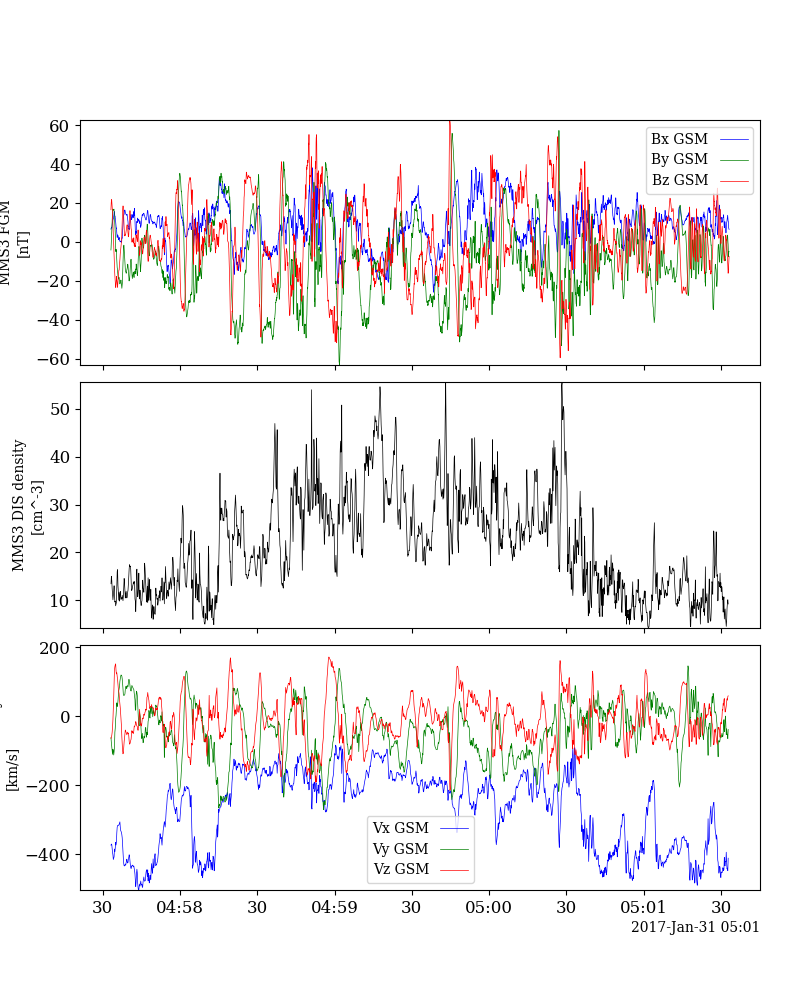 60
40
20
0
−20
−40
−60
MMS3 FGM
[nT]
Bx GSM
By GSM
Bz GSM
50
40
30
20
10
MMS3 DIS density
[cm^-3]
200
0
−200
−400
[km/s]
Vx GSM
Vy GSM
Vz GSM
30 04:58 30 04:59 30 05:00 30 05:01 30
2017-Jan-31 05:01